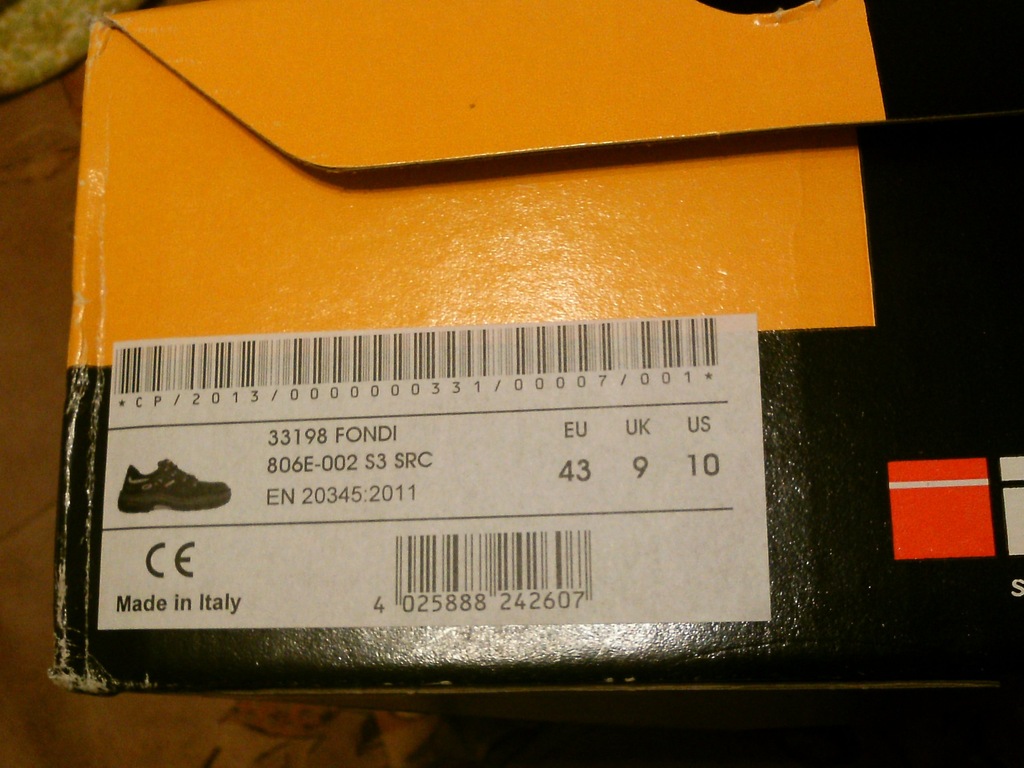 *CP/2013/0000000331/00007/001*
33198 FONDI
806E-002 S3 SRC
EN 20345:2011
EU UK US
43 9 10
CE
Made in Italy
4 025888 242607
S